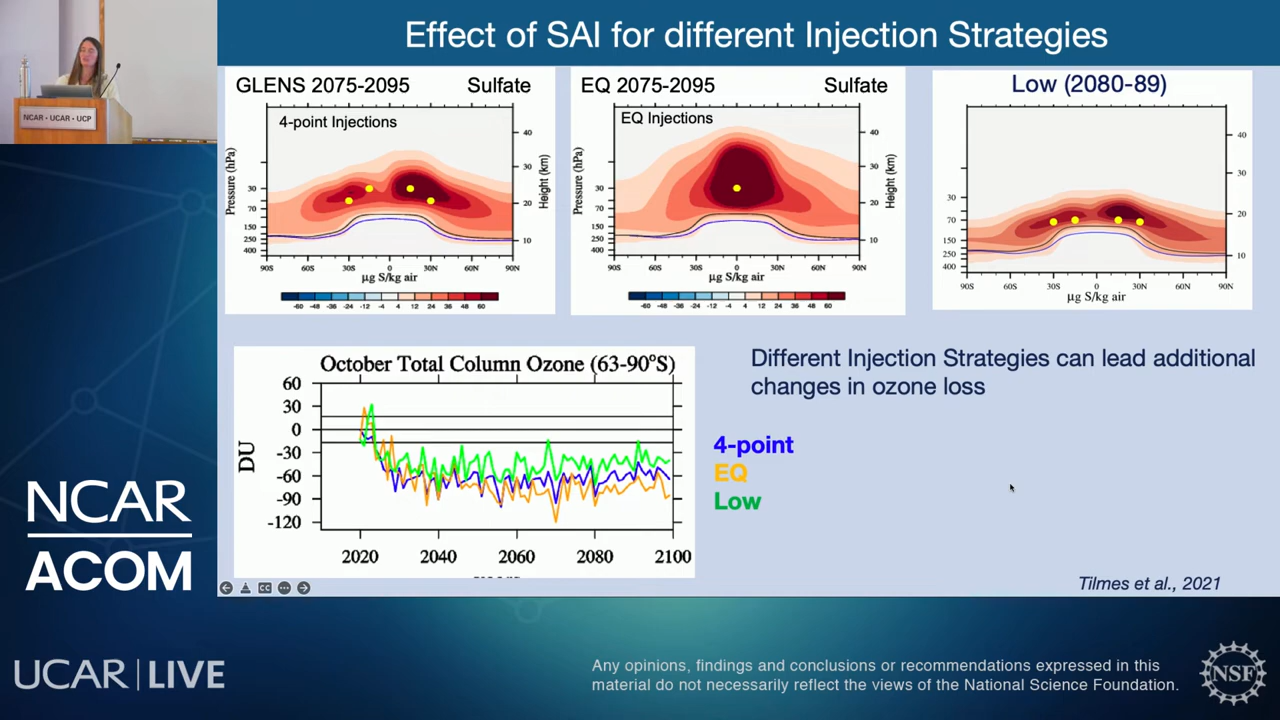 Effect of SAI for different Injection Strategies
NCAR • UCAR • UCP
GLENS 2075-2095 Sulfate
4-point Injections
Pressure (hPa)
30
70
150
250
400
40
30
20
10
Height (km)
90S 60S 30S 0 30N 60N 90N
µg S/kg air
-60 -48 -36 -24 -12 -4 4 12 24 36 48 60
EQ 2075-2095 Sulfate
EQ Injections
Pressure (hPa)
30
70
150
250
400
40
30
20
10
Height (km)
90S 60S 30S 0 30N 60N 90N
µg S/kg air
-60 -48 -36 -24 -12 -4 4 12 24 36 48 60
Low (2080-89)
30
70
150
250
400
40
30
20
10
90S 60S 30S 0 30N 60N 90N
µg S/kg air
October Total Column Ozone (63-90°S)
DU
60
30
0
-30
-60
-90
-120
2020 2040 2060 2080 2100
Different Injection Strategies can lead additional
changes in ozone loss
4-point
EQ
Low
Tilmes et al., 2021
CC
NCAR
ACOM
UCAR | LIVE
Any opinions, findings and conclusions or recommendations expressed in this
material do not necessarily reflect the views of the National Science Foundation.
NSF